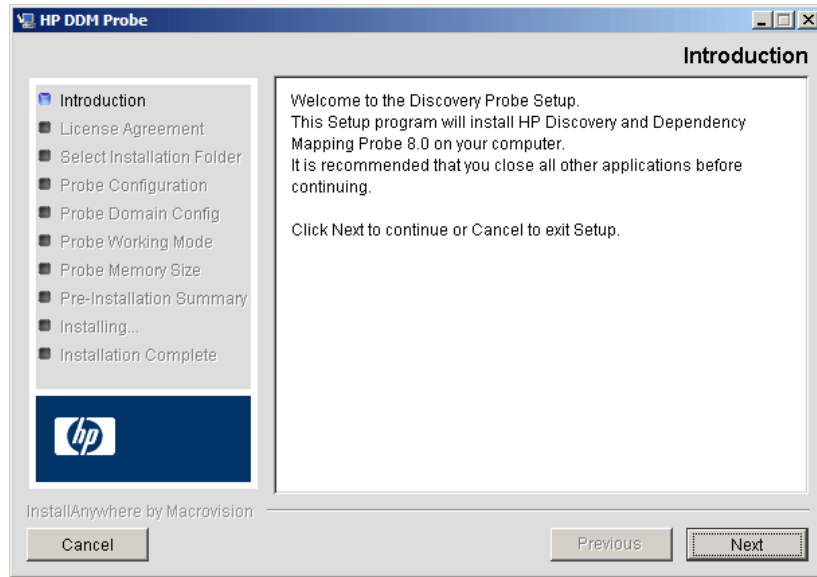 HP DDM Probe
Introduction
Introduction
License Agreement
Select Installation Folder
Probe Configuration
Probe Domain Config
Probe Working Mode
Probe Memory Size
Pre-Installation Summary
Installing...
Installation Complete
hp
Welcome to the Discovery Probe Setup.
This Setup program will install HP Discovery and Dependency
Mapping Probe 8.0 on your computer.
It is recommended that you close all other applications before
continuing.
Click Next to continue or Cancel to exit Setup.
InstallAnywhere by Macrovision
Cancel
Previous
Next